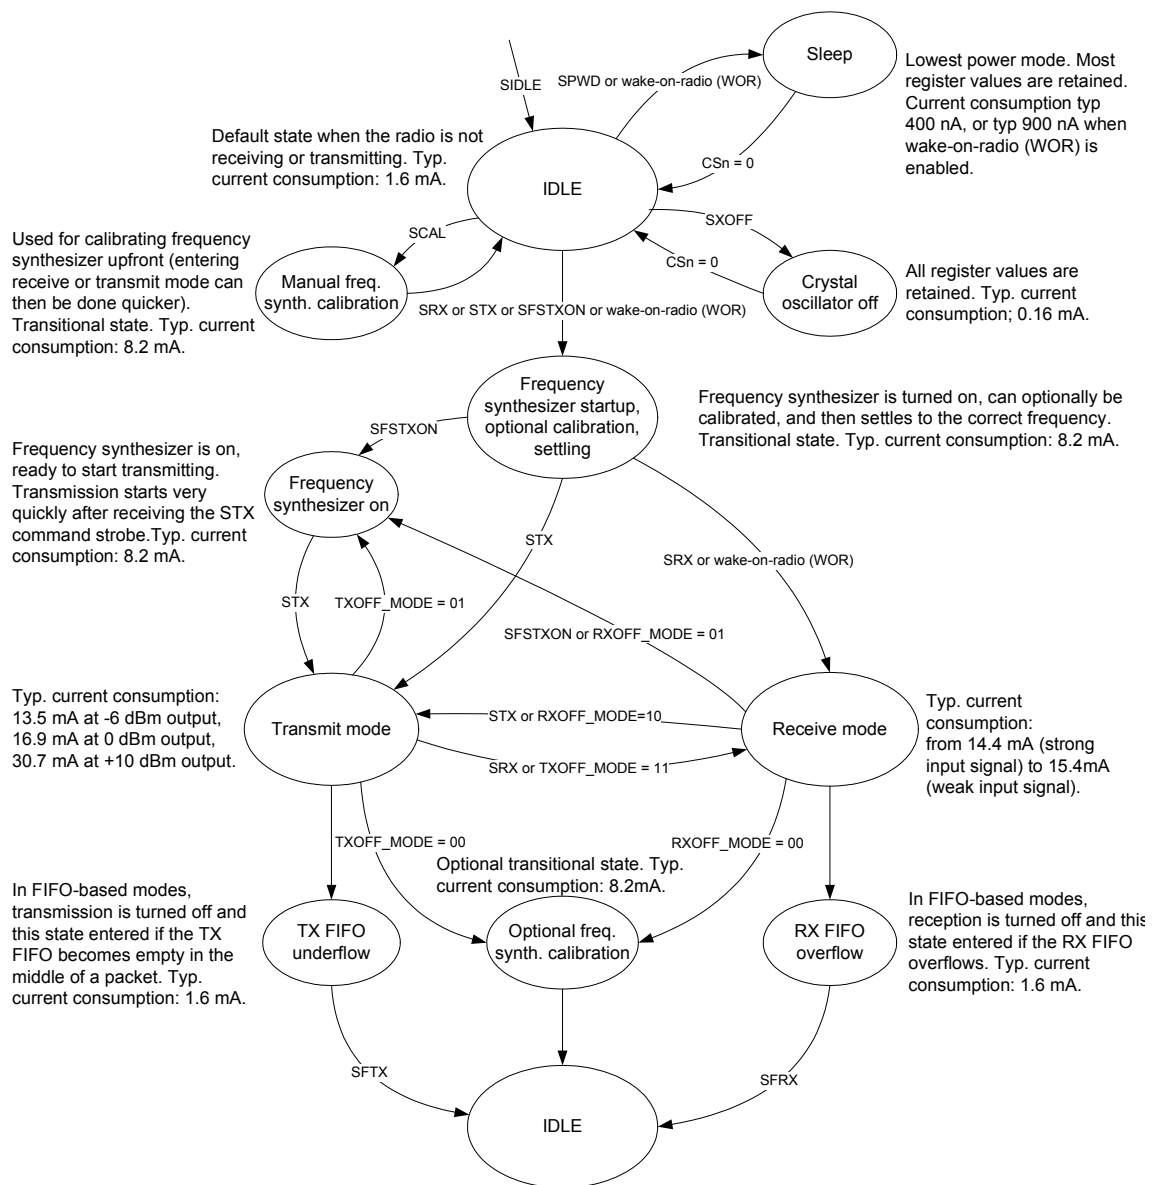 Sleep
Lowest power mode. Most
register values are retained.
Current consumption typ
400 nA, or typ 900 nA when
wake-on-radio (WOR) is
enabled.
SIDLE
SPWD or wake-on-radio (WOR)
Default state when the radio is not
receiving or transmitting. Typ.
current consumption: 1.6 mA.
CSn = 0
IDLE
SXOFF
SCAL
CSn = 0
Used for calibrating frequency
synthesizer upfront (entering
receive or transmit mode can
then be done quicker).
Transitional state. Typ. current
consumption: 8.2 mA.
Manual freq.
synth. calibration
Crystal
oscillator off
All register values are
retained. Typ. current
consumption; 0.16 mA.
SRX or STX or SFSTXON or wake-on-radio (WOR)
Frequency
synthesizer startup,
optional calibration,
settling
Frequency synthesizer is turned on, can optionally be
calibrated, and then settles to the correct frequency.
Transitional state. Typ. current consumption: 8.2 mA.
SFSTXON
Frequency synthesizer is on,
ready to start transmitting.
Transmission starts very
quickly after receiving the STX
command strobe.Typ. current
consumption: 8.2 mA.
Frequency
synthesizer on
STX
SRX or wake-on-radio (WOR)
STX
TXOFF_MODE = 01
SFSTXON or RXOFF_MODE = 01
Typ. current consumption:
13.5 mA at -6 dBm output,
16.9 mA at 0 dBm output,
30.7 mA at +10 dBm output.
Transmit mode
STX or RXOFF_MODE=10
SRX or TXOFF_MODE = 11
Receive mode
Typ. current
consumption:
from 14.4 mA (strong
input signal) to 15.4mA
(weak input signal).
TXOFF_MODE = 00
RXOFF_MODE = 00
Optional transitional state. Typ.
current consumption: 8.2mA.
In FIFO-based modes,
transmission is turned off and
this state entered if the TX
FIFO becomes empty in the
middle of a packet. Typ.
current consumption: 1.6 mA.
TX FIFO
underflow
Optional freq.
synth. calibration
RX FIFO
overflow
In FIFO-based modes,
reception is turned off and this
state entered if the RX FIFO
overflows. Typ. current
consumption: 1.6 mA.
SFTX
SFRX
IDLE